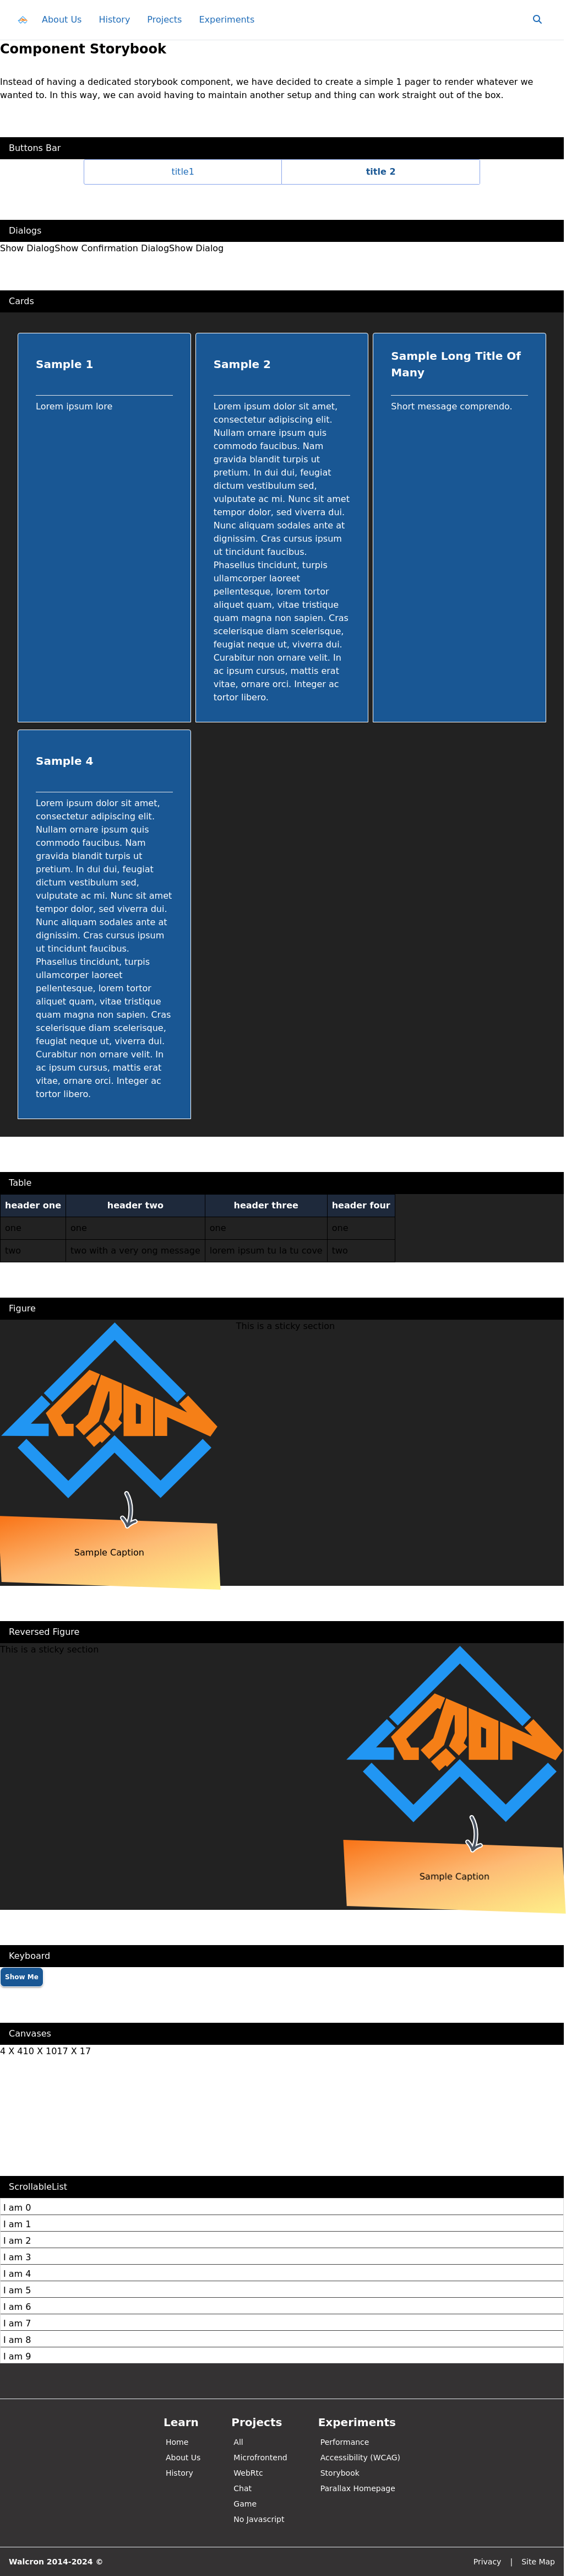 About Us History Projects Experiments
Component Storybook
Instead of having a dedicated storybook component, we have decided to create a simple 1 pager to render whatever we
wanted to. In this way, we can avoid having to maintain another setup and thing can work straight out of the box.
Buttons Bar
title1 title 2
Dialogs
Show DialogShow Confirmation DialogShow Dialog
Cards
Sample 1
Lorem ipsum lore
Sample 2
Lorem ipsum dolor sit amet,
consectetur adipiscing elit.
Nullam ornare ipsum quis
commodo faucibus. Nam
gravida blandit turpis ut
pretium. In dui dui, feugiat
dictum vestibulum sed,
vulputate ac mi. Nunc sit amet
tempor dolor, sed viverra dui.
Nunc aliquam sodales ante at
dignissim. Cras cursus ipsum
ut tincidunt faucibus.
Phasellus tincidunt, turpis
ullamcorper laoreet
pellentesque, lorem tortor
aliquet quam, vitae tristique
quam magna non sapien. Cras
scelerisque diam scelerisque,
feugiat neque ut, viverra dui.
Curabitur non ornare velit. In
ac ipsum cursus, mattis erat
vitae, ornare orci. Integer ac
tortor libero.
Sample Long Title Of
Many
Short message comprendo.
Sample 4
Lorem ipsum dolor sit amet,
consectetur adipiscing elit.
Nullam ornare ipsum quis
commodo faucibus. Nam
gravida blandit turpis ut
pretium. In dui dui, feugiat
dictum vestibulum sed,
vulputate ac mi. Nunc sit amet
tempor dolor, sed viverra dui.
Nunc aliquam sodales ante at
dignissim. Cras cursus ipsum
ut tincidunt faucibus.
Phasellus tincidunt, turpis
ullamcorper laoreet
pellentesque, lorem tortor
aliquet quam, vitae tristique
quam magna non sapien. Cras
scelerisque diam scelerisque,
feugiat neque ut, viverra dui.
Curabitur non ornare velit. In
ac ipsum cursus, mattis erat
vitae, ornare orci. Integer ac
tortor libero.
Table
header one header two header three header four
one one one one
two two with a very ong message lorem ipsum tu la tu cove two
Figure
This is a sticky section
Sample Caption
Reversed Figure
This is a sticky section
Sample Caption
Keyboard
Show Me
Canvases
4 X 410 X 1017 X 17
ScrollableList
I am 0
I am 1
I am 2
I am 3
I am 4
I am 5
I am 6
I am 7
I am 8
I am 9
Learn
Home
About Us
History
Projects
All
Microfrontend
WebRtc
Chat
Game
No Javascript
Experiments
Performance
Accessibility (WCAG)
Storybook
Parallax Homepage
Walcron 2014-2024 ©
Privacy | Site Map